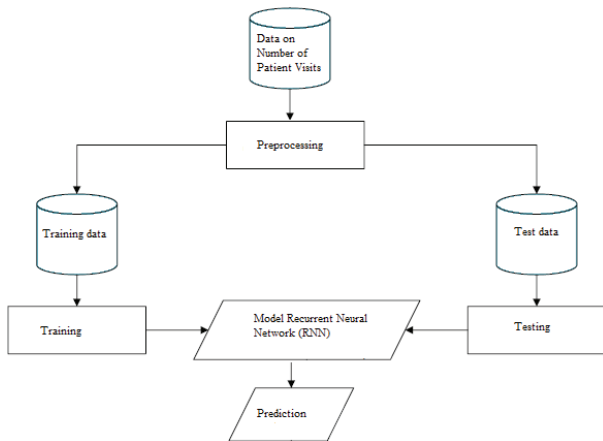 Data on
Number of
Patient Visits
Preprocessing
Training data
Test data
Training
Model Recurrent Neural
Network (RNN)
Testing
Prediction